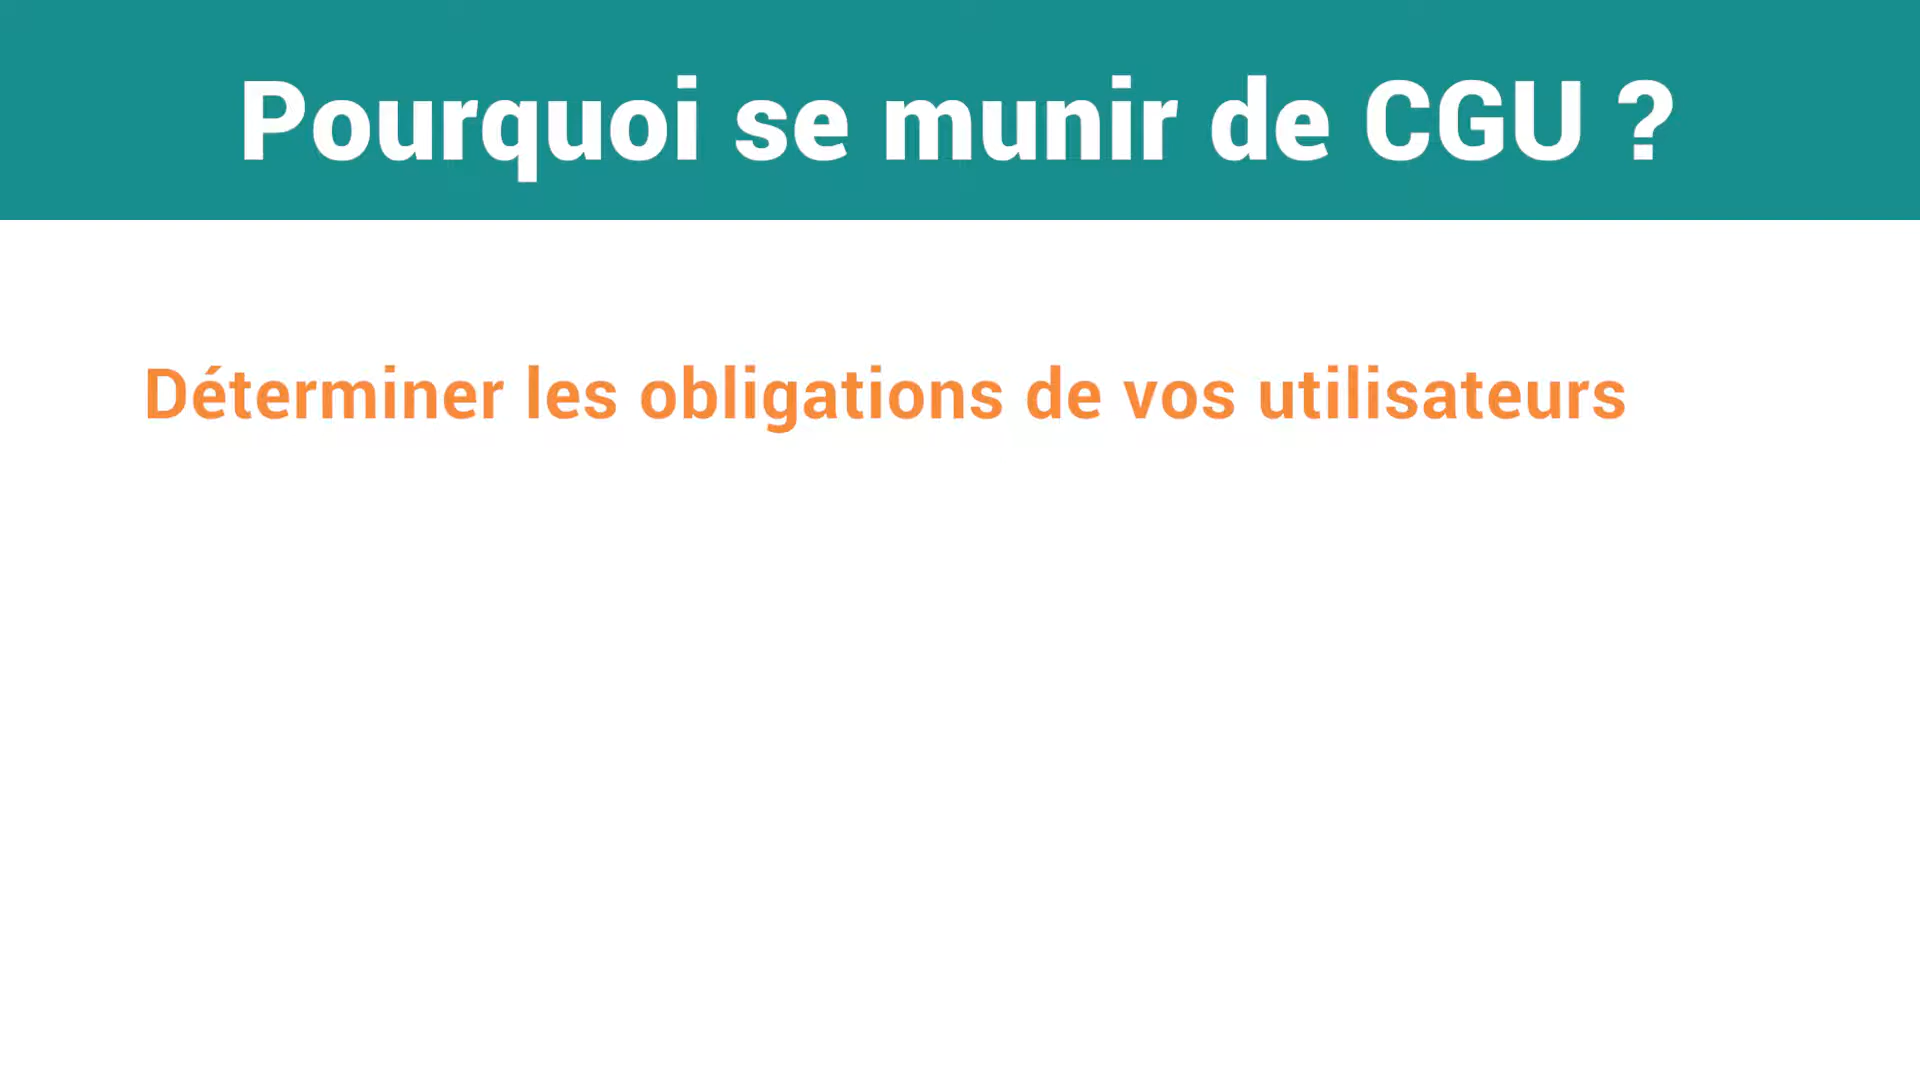 Pourquoi se munir de CGU ?
Déterminer les obligations de vos utilisateurs